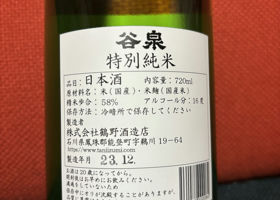 谷泉
特別純米
品目：日本酒 内容量：720ml
原材料名：米(国産)・米麹(国産米)
精米歩合：58% アルコール分：16度
保存方法：冷暗所で保存してください。
製造者
株式会社鶴野酒造店
石川県鳳珠郡能登町字鵜川19-64
http://www.taniizumi.com
製造年月 23.12.
お酒は20歳になってから。